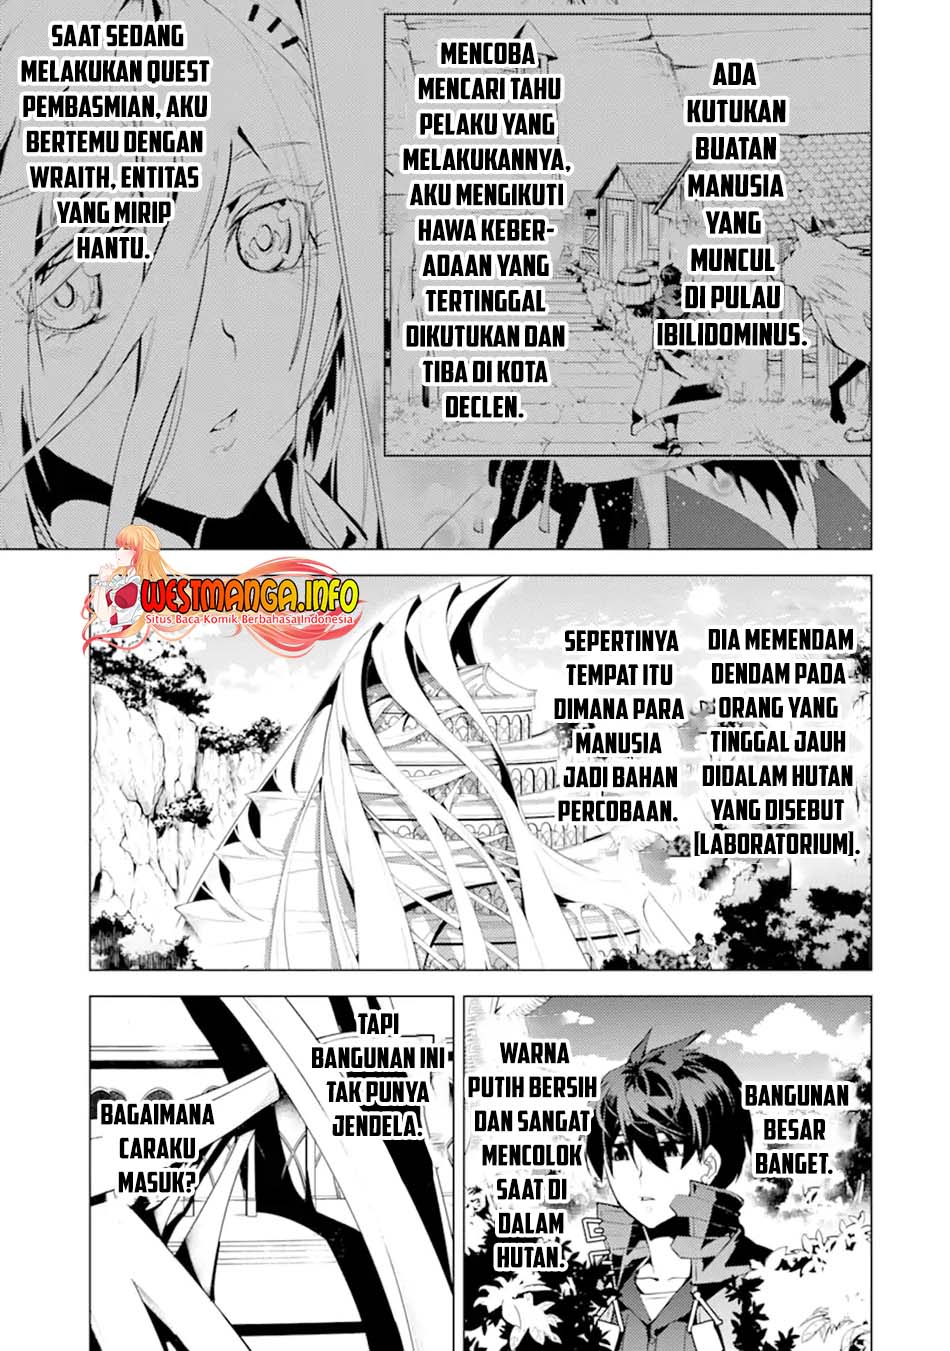 ADA
KUTUKAN
BUATAN
MANUSIA
YANG
MUNCUL
DI PULAU
IBILIDOMINUS.
MENCOBA
MENCARI TAHU
PELAKU YANG
MELAKUKANNYA,
AKU MENGIKUTI
HAWA KEBER-
ADAAN YANG
TERTINGGAL
DIKUTUKAN DAN
TIBA DI KOTA
DECLEN.
SAAT SEDANG
MELAKUKAN QUEST
PEMBASMIAN, AKU
BERTEMU DENGAN
WRAITH, ENTITAS
YANG MIRIP
HANTU.
WESTMANGA.INFO
Situs Baca Komik Berbahasa Indonesia
DIA MEMENDAM
DENDAM PADA
ORANG YANG
TINGGAL JAUH
DIDALAM HUTAN
YANG DISEBUT
[LABORATORIUM].
SEPERTINYA
TEMPAT ITU
DIMANA PARA
MANUSIA
JADI BAHAN
PERCOBAAN.
BANGUNAN
BESAR
BANGET.
WARNA
PUTIH BERSIH
DAN SANGAT
MENCOLOK
SAAT DI
DALAM
HUTAN.
TAPI
BANGUNAN INI
TAK PUNYA
JENDELA.
BAGAIMANA
CARAKU
MASUK?